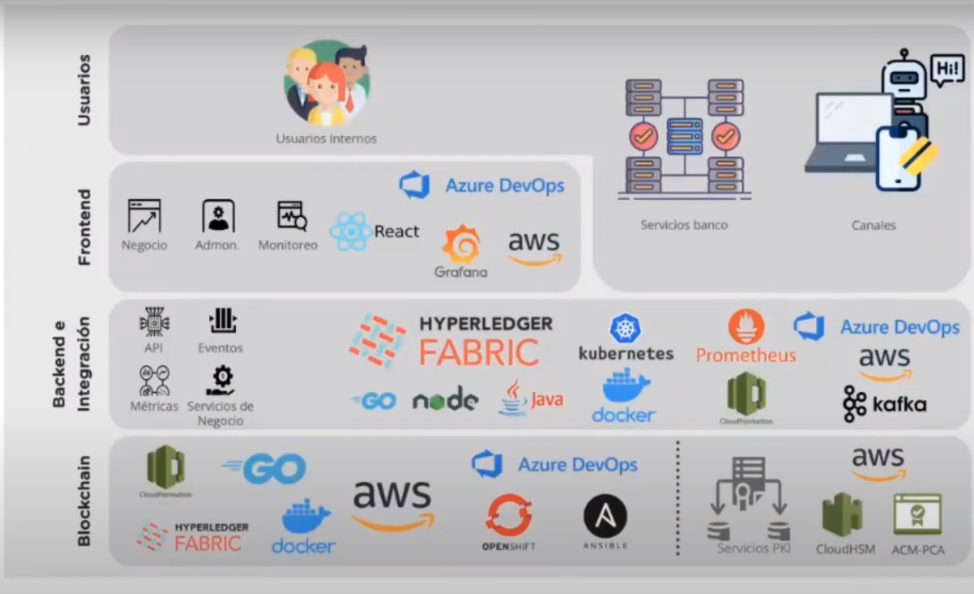 Usuarios
Usuarios Internos
Hi!
Servicios banco
Canales
Frontend
Negocio
Admon.
Monitoreo
React
Azure DevOps
Grafana
aws
Backend e
Integración
API
Eventos
Métricas
Servicios de
Negocio
HYPERLEDGER
FABRIC
GO
node
Java
kubernetes
docker
Prometheus
CloudFormation
Azure DevOps
aws
kafka
Blockchain
CloudFormation
GO
HYPERLEDGER
FABRIC
docker
aws
Azure DevOps
OPENSHIFT
A
ANSIBLE
Servicios PKI
aws
CloudHSM
ACM-PCA